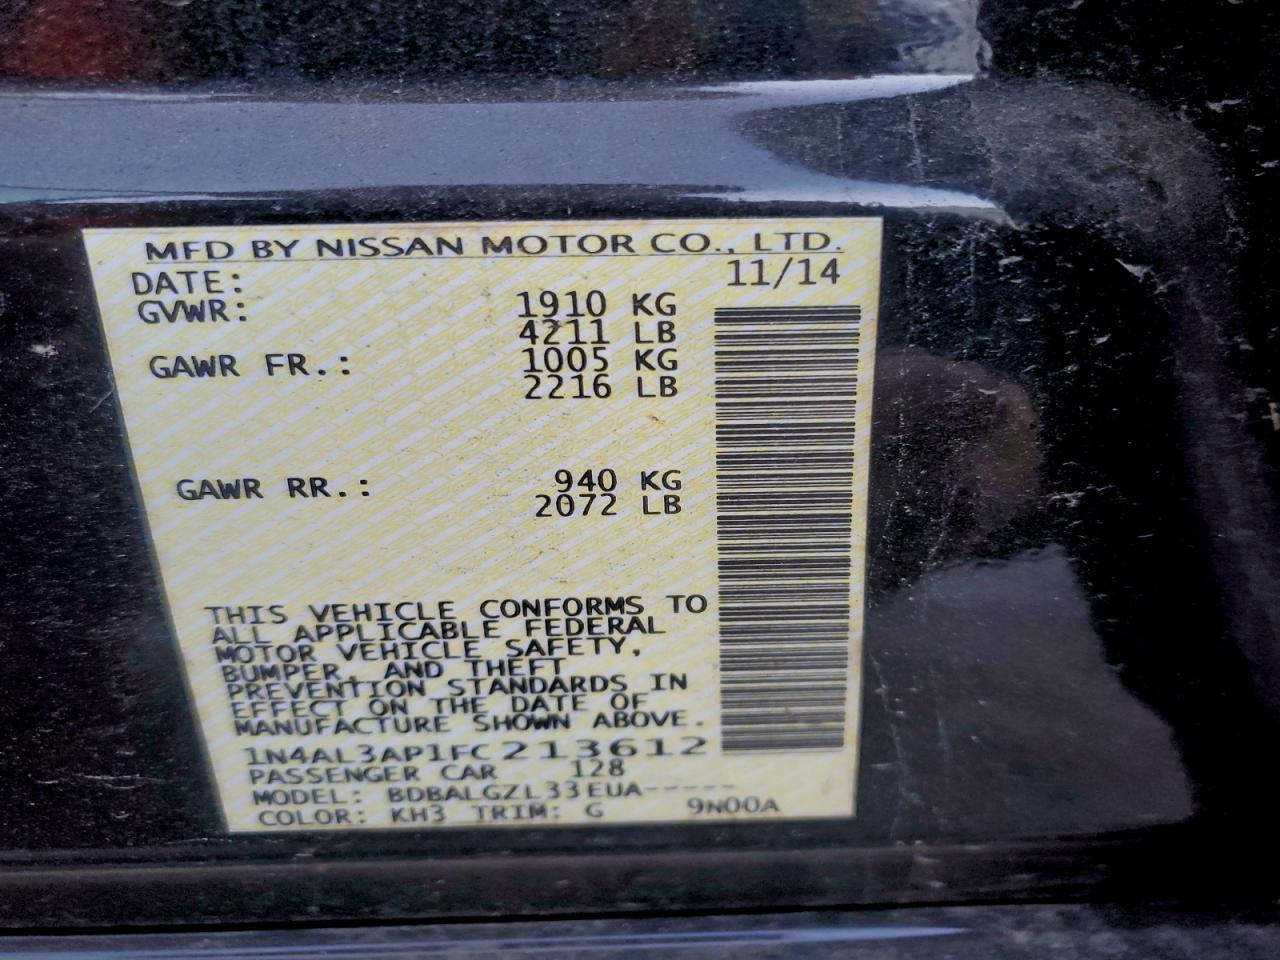 MFD BY NISSAN MOTOR CO., LTD.
DATE: 11/14
GVWR: 1910 KG
4211 LB
GAWR FR.: 1005 KG
2216 LB
GAWR RR.: 940 KG
2072 LB
THIS VEHICLE CONFORMS TO
ALL APPLICABLE FEDERAL
MOTOR VEHICLE SAFETY,
BUMPER, AND THEFT
PREVENTION STANDARDS IN
EFFECT ON THE DATE OF
MANUFACTURE SHOWN ABOVE.
1N4AL3AP1FC213612
PASSENGER CAR 128
MODEL: BDBALGZL33EUA-----
COLOR: KH3 TRIM: G 9N00A